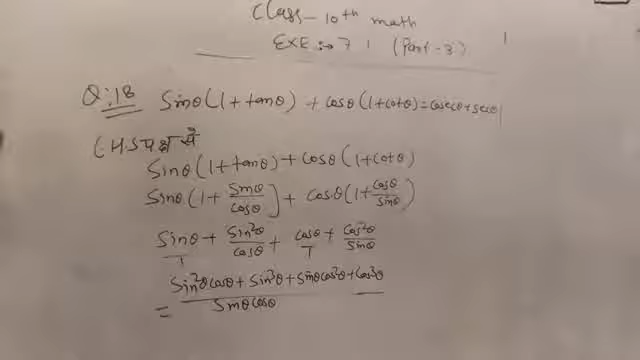 Class - 10th math
EXE :→ 7.1 (Part-3)
Q:18 Sinθ(1+tanθ) + cosθ(1+cotθ)=cosecθ+secθ
L.H.S पक्ष से
Sinθ(1+tanθ)+cosθ(1+cotθ)
Sinθ(1+Sinθ/cosθ]+cosθ(1+cosθ/sinθ)
Sinθ/1+Sin²θ/cosθ+cosθ/1+cos²θ/Sinθ
=Sin²θcosθ+Sin³θ+Sinθcos²θ+cos³θ/Sinθcosθ